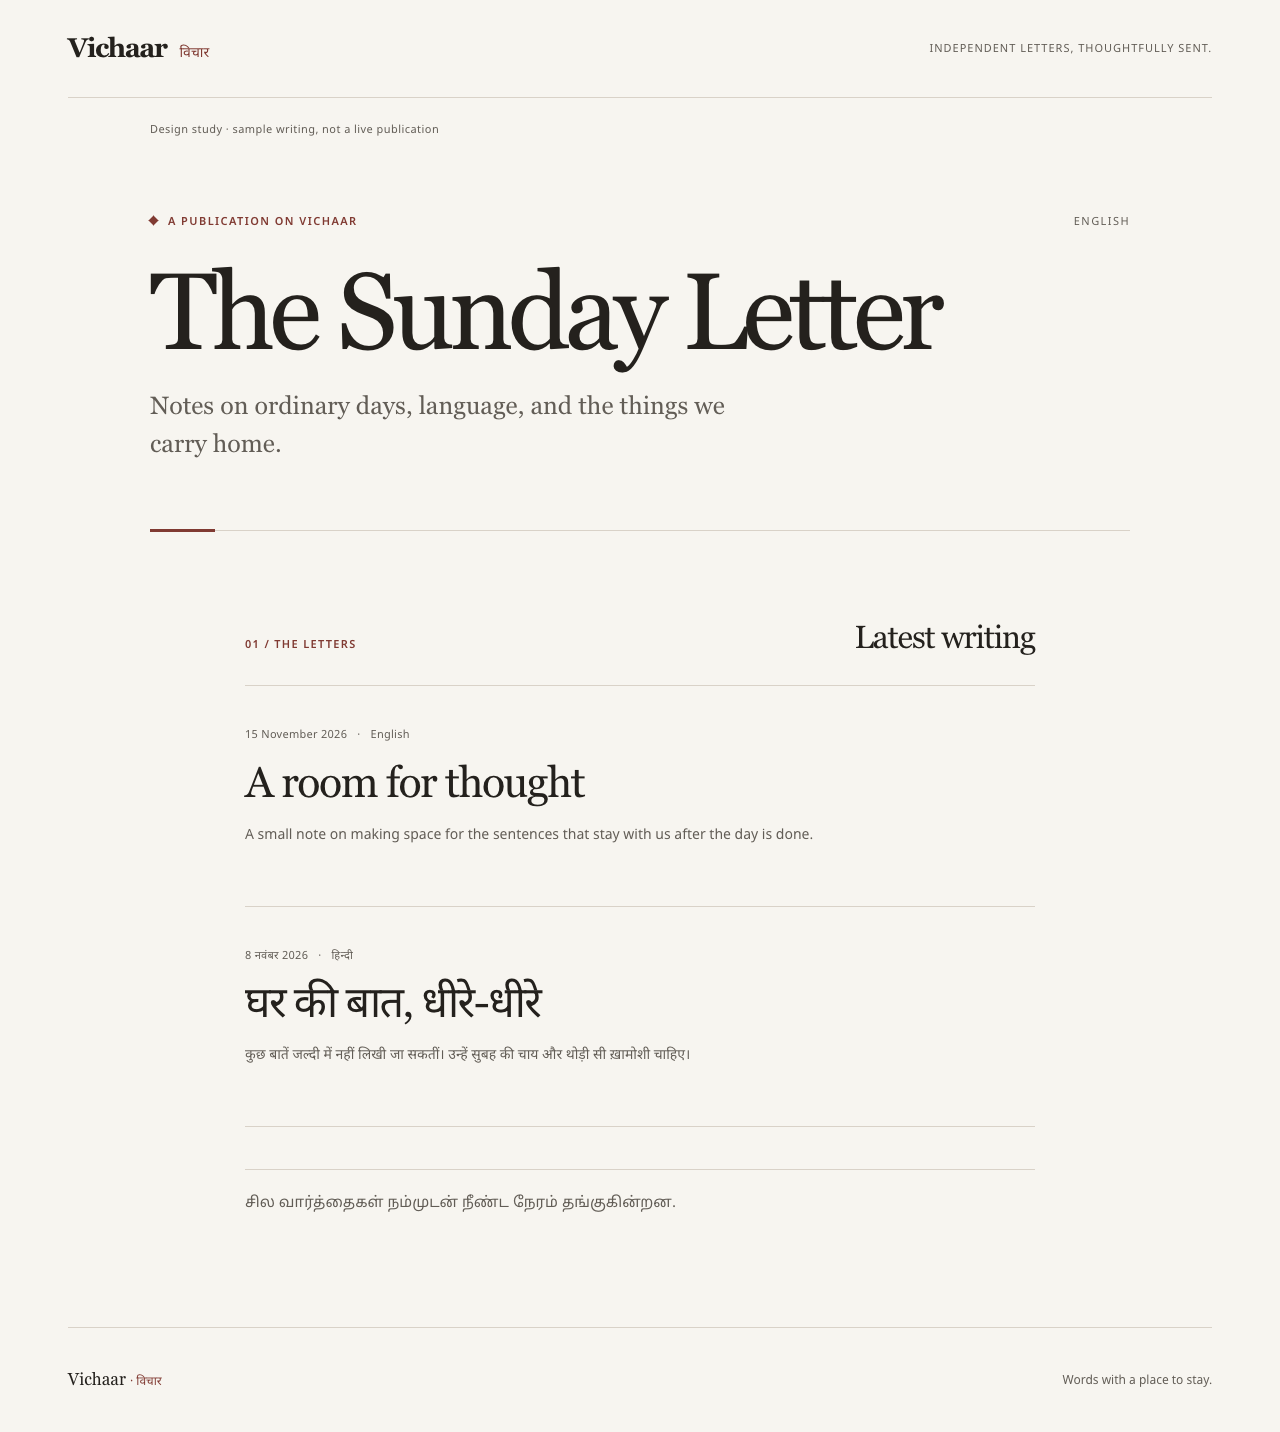 Vichaar विचार
INDEPENDENT LETTERS, THOUGHTFULLY SENT.
Design study · sample writing, not a live publication
◆ A PUBLICATION ON VICHAAR
ENGLISH
The Sunday Letter
Notes on ordinary days, language, and the things we
carry home.
01 / THE LETTERS
Latest writing
15 November 2026 · English
A room for thought
A small note on making space for the sentences that stay with us after the day is done.
8 नवंबर 2026 · हिन्दी
घर की बात, धीरे-धीरे
कुछ बातें जल्दी में नहीं लिखी जा सकतीं। उन्हें सुबह की चाय और थोड़ी सी ख़ामोशी चाहिए।
சில வார்த்தைகள் நம்முடன் நீண்ட நேரம் தங்குகின்றன.
Vichaar · विचार
Words with a place to stay.